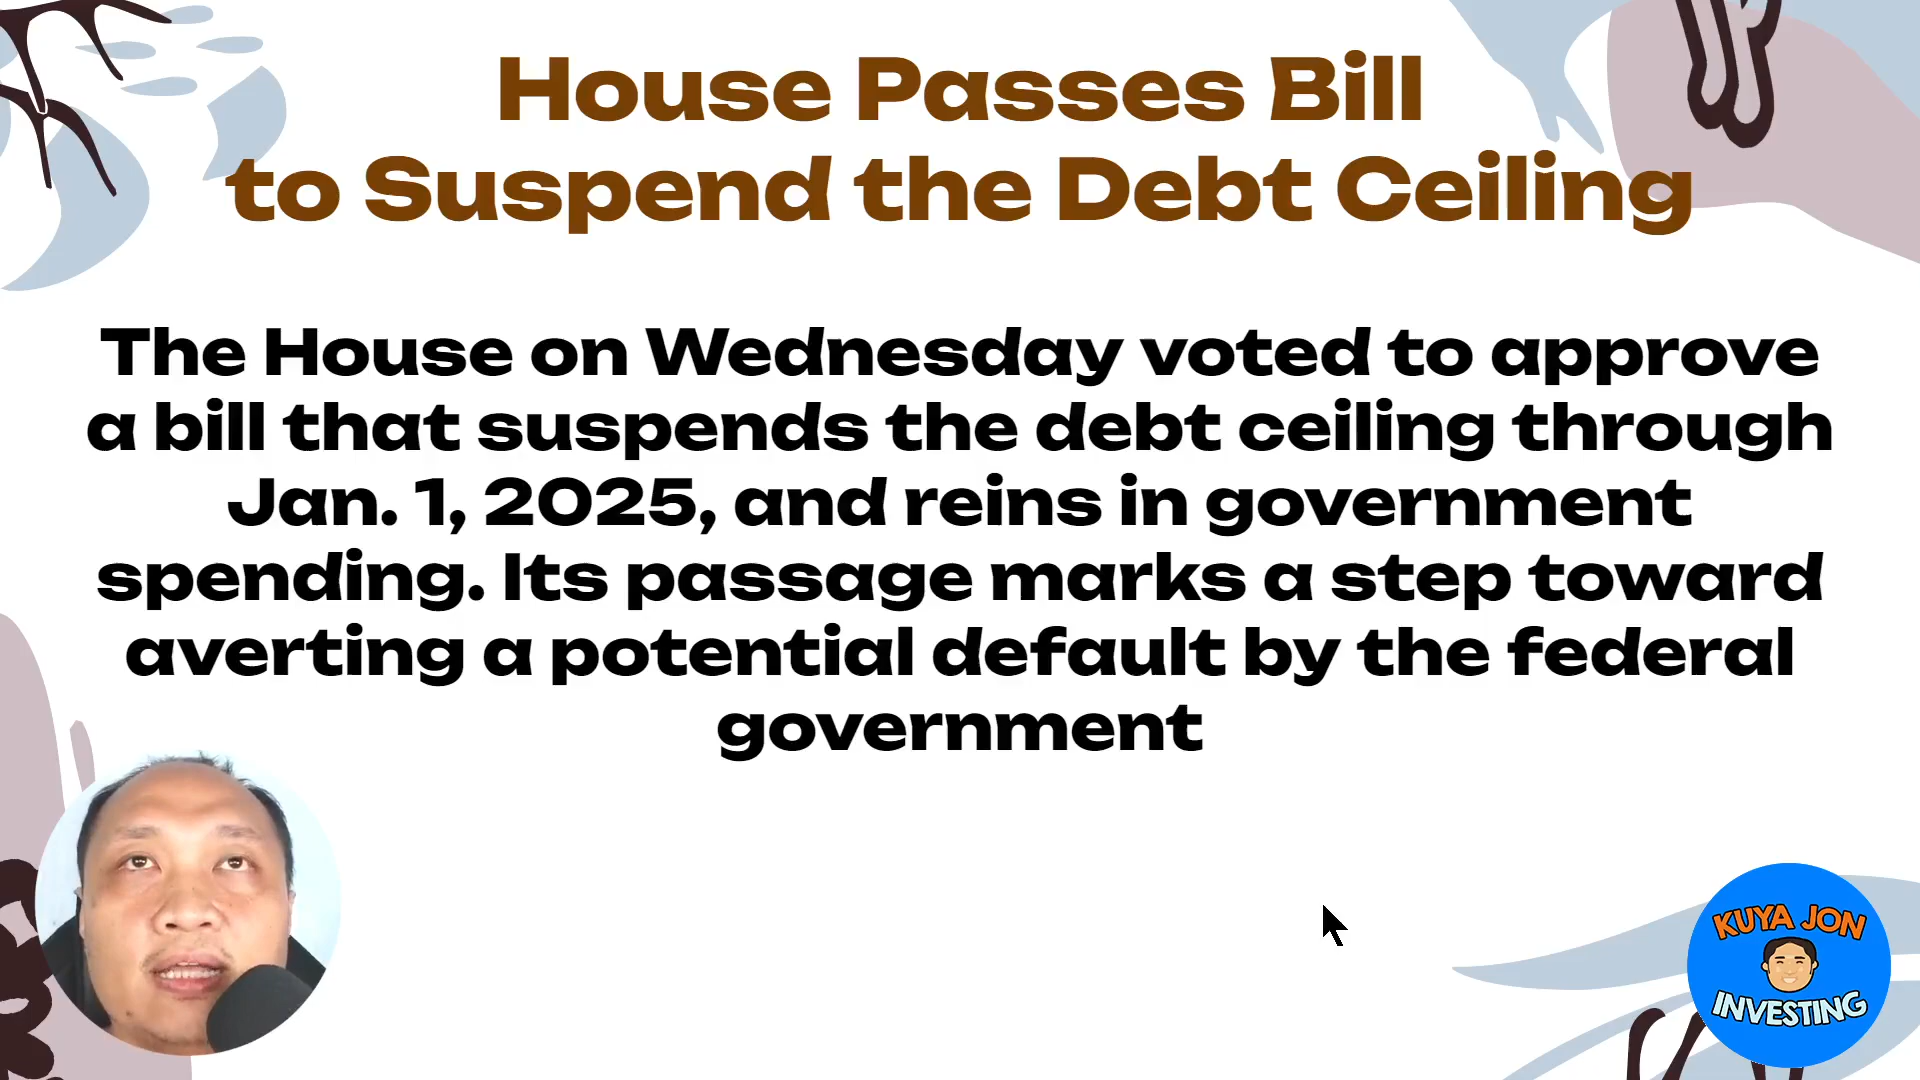 House Passes Bill
to Suspend the Debt Ceiling
The House on Wednesday voted to approve
a bill that suspends the debt ceiling through
Jan. 1, 2025, and reins in government
spending. Its passage marks a step toward
averting a potential default by the federal
government
KUYA JON
INVESTING